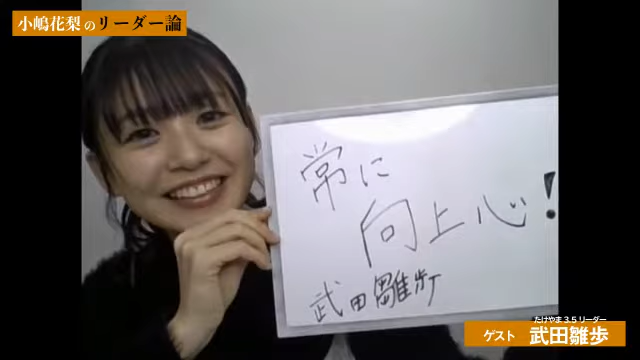 小嶋花梨のリーダー論
常に
向上心!
武田雛歩
たけやま3.5リーダー
ゲスト 武田雛歩